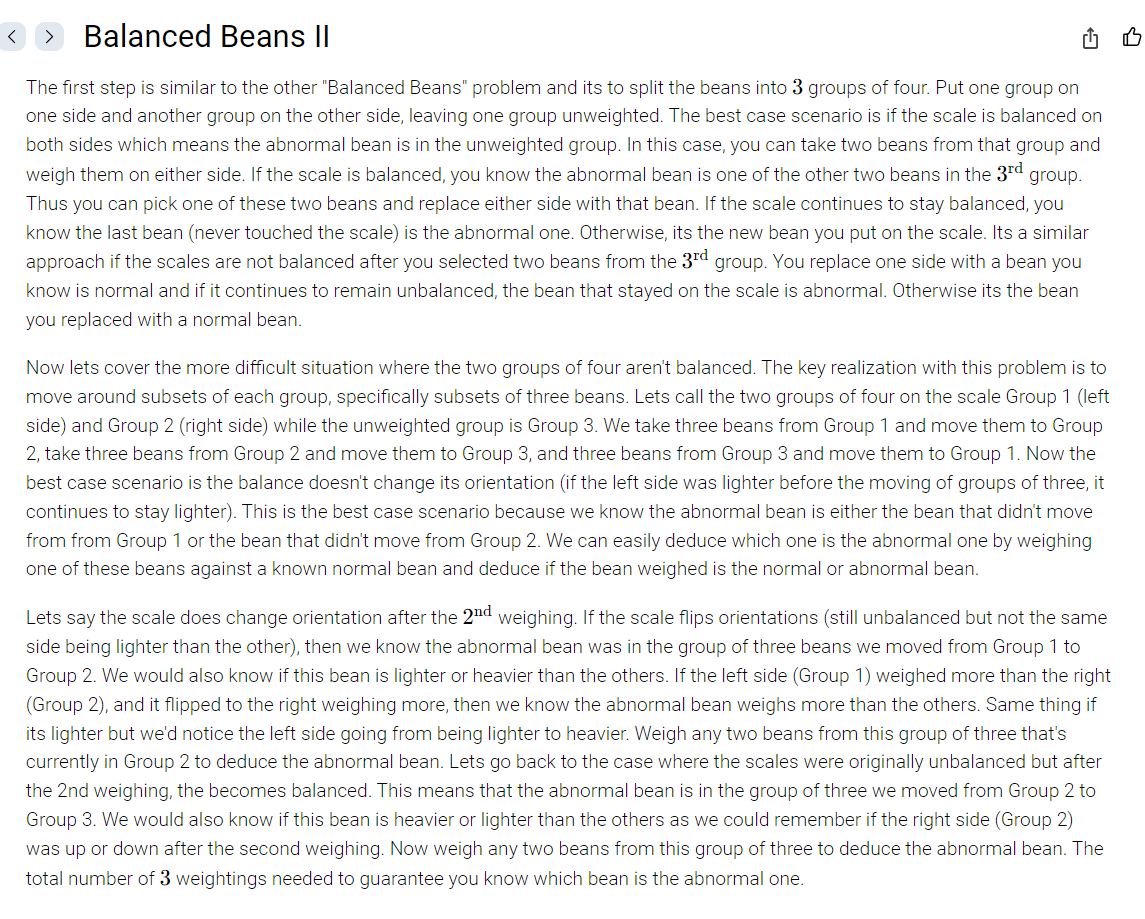 Balanced Beans II
The first step is similar to the other "Balanced Beans" problem and its to split the beans into 3 groups of four. Put one group on
one side and another group on the other side, leaving one group unweighted. The best case scenario is if the scale is balanced on
both sides which means the abnormal bean is in the unweighted group. In this case, you can take two beans from that group and
weigh them on either side. If the scale is balanced, you know the abnormal bean is one of the other two beans in the 3rd group.
Thus you can pick one of these two beans and replace either side with that bean. If the scale continues to stay balanced, you
know the last bean (never touched the scale) is the abnormal one. Otherwise, its the new bean you put on the scale. Its a similar
approach if the scales are not balanced after you selected two beans from the 3rd group. You replace one side with a bean you
know is normal and if it continues to remain unbalanced, the bean that stayed on the scale is abnormal. Otherwise its the bean
you replaced with a normal bean.
Now lets cover the more difficult situation where the two groups of four aren't balanced. The key realization with this problem is to
move around subsets of each group, specifically subsets of three beans. Lets call the two groups of four on the scale Group 1 (left
side) and Group 2 (right side) while the unweighted group is Group 3. We take three beans from Group 1 and move them to Group
2, take three beans from Group 2 and move them to Group 3, and three beans from Group 3 and move them to Group 1. Now the
best case scenario is the balance doesn't change its orientation (if the left side was lighter before the moving of groups of three, it
continues to stay lighter). This is the best case scenario because we know the abnormal bean is either the bean that didn't move
from from Group 1 or the bean that didn't move from Group 2. We can easily deduce which one is the abnormal one by weighing
one of these beans against a known normal bean and deduce if the bean weighed is the normal or abnormal bean.
Lets say the scale does change orientation after the 2nd weighing. If the scale flips orientations (still unbalanced but not the same
side being lighter than the other), then we know the abnormal bean was in the group of three beans we moved from Group 1 to
Group 2. We would also know if this bean is lighter or heavier than the others. If the left side (Group 1) weighed more than the right
(Group 2), and it flipped to the right weighing more, then we know the abnormal bean weighs more than the others. Same thing if
its lighter but we'd notice the left side going from being lighter to heavier. Weigh any two beans from this group of three that's
currently in Group 2 to deduce the abnormal bean. Lets go back to the case where the scales were originally unbalanced but after
the 2nd weighing, the becomes balanced. This means that the abnormal bean is in the group of three we moved from Group 2 to
Group 3. We would also know if this bean is heavier or lighter than the others as we could remember if the right side (Group 2)
was up or down after the second weighing. Now weigh any two beans from this group of three to deduce the abnormal bean. The
total number of 3 weightings needed to guarantee you know which bean is the abnormal one.